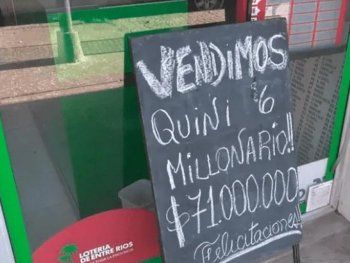 VENDIMOS
QUINI 6
MILLONARIO!!
$71.000.000
Felicitaciones!!
LOTERIA
DE ENTRE RIOS